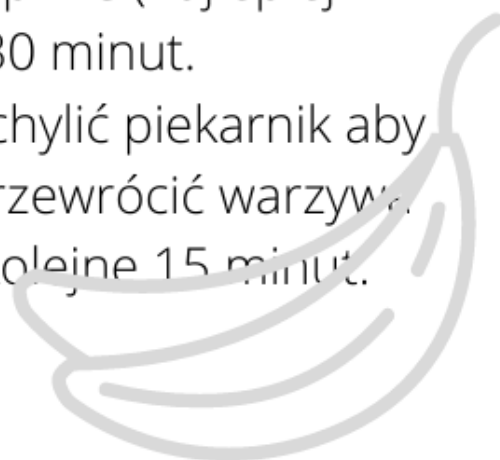 30 minut.
chylić piekarnik aby
rzewrócić warzywa
olejne 15 minut.